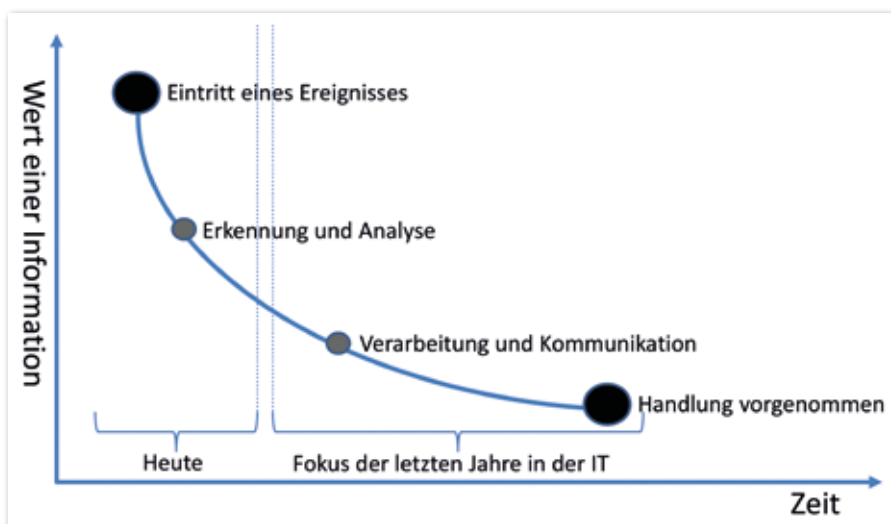 Wert einer Information
Eintritt eines Ereignisses
Erkennung und Analyse
Verarbeitung und Kommunikation
Handlung vorgenommen
Heute
Fokus der letzten Jahre in der IT
Zeit